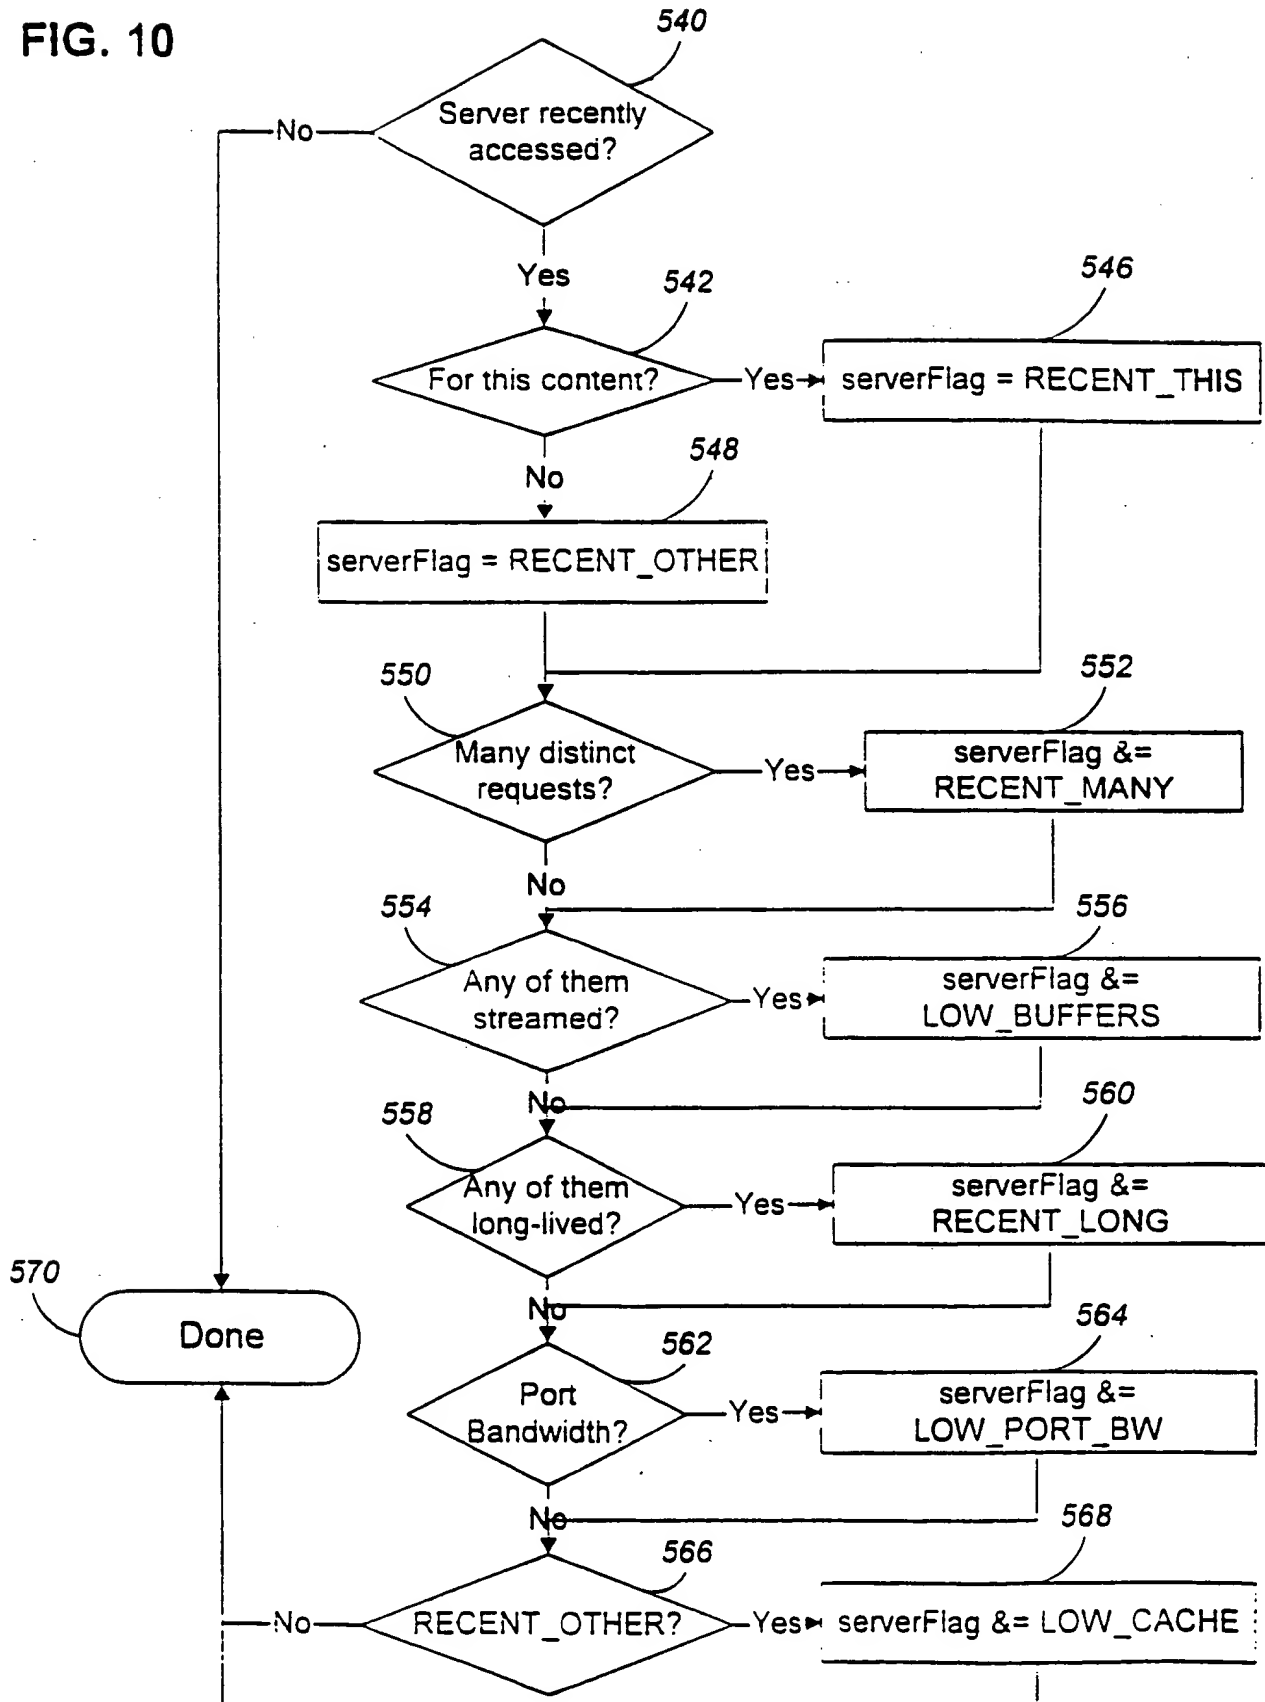 FIG. 10
540
Server recently
accessed?
No
Yes
542
546
For this content?
Yes
serverFlag = RECENT_THIS
No
548
serverFlag = RECENT_OTHER
550
552
Many distinct
requests?
Yes
serverFlag &=
RECENT_MANY
No
554
556
Any of them
streamed?
Yes
serverFlag &=
LOW_BUFFERS
No
558
560
Any of them
long-lived?
Yes
serverFlag &=
RECENT_LONG
570
Done
No
562
564
Port
Bandwidth?
Yes
serverFlag &=
LOW_PORT_BW
No
566
568
No
RECENT_OTHER?
Yes
serverFlag &= LOW_CACHE